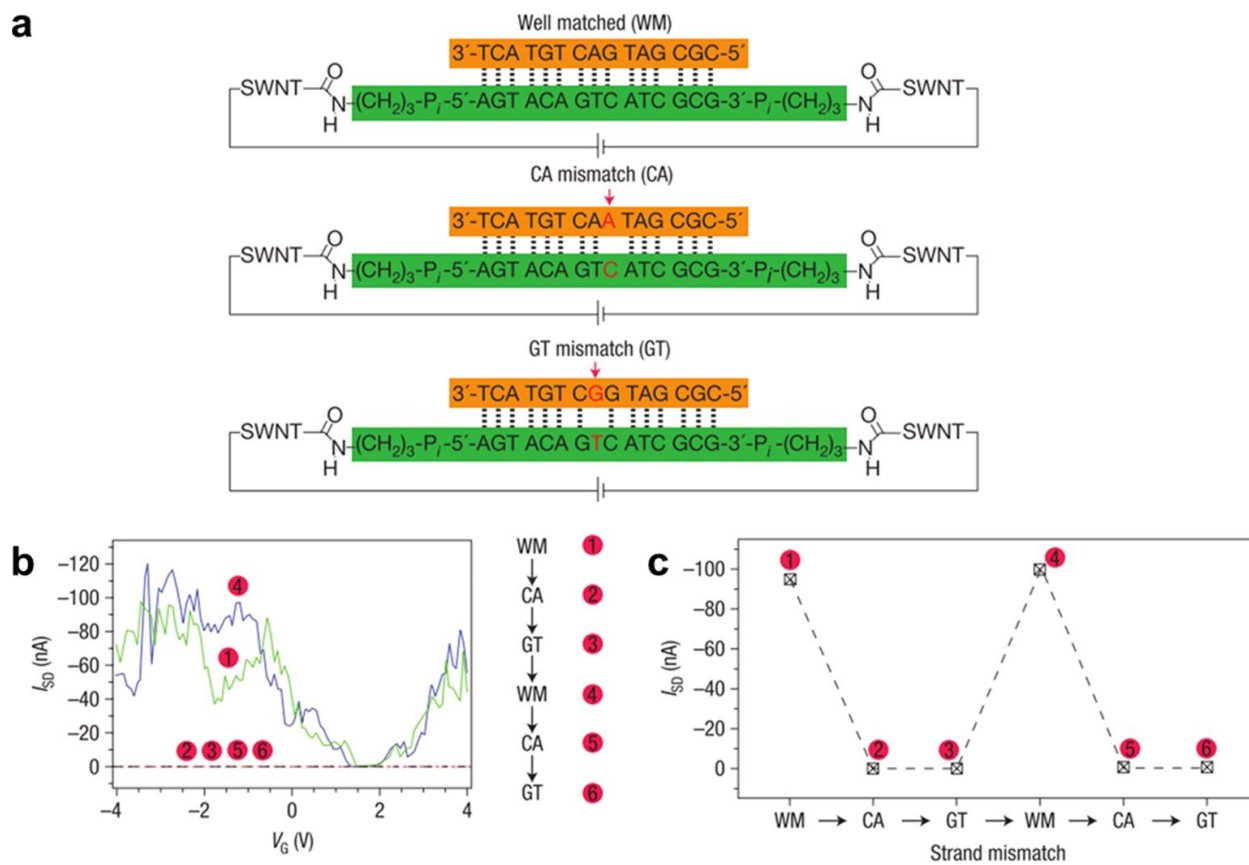 a
Well matched (WM)
3´-TCA TGT CAG TAG CGC-5´
SWNT O N H (CH2)3-Pi-5´-AGT ACA GTC ATC GCG-3´-Pi-(CH2)3 O N H SWNT
CA mismatch (CA)
3´-TCA TGT CAA TAG CGC-5´
SWNT O N H (CH2)3-Pi-5´-AGT ACA GTC ATC GCG-3´-Pi-(CH2)3 O N H SWNT
GT mismatch (GT)
3´-TCA TGT CGG TAG CGC-5´
SWNT O N H (CH2)3-Pi-5´-AGT ACA GTC ATC GCG-3´-Pi-(CH2)3 O N H SWNT
b
ISD (nA)
−120
−100
−80
−60
−40
−20
0
4
1
2 3 5 6
−4 −2 0 2 4
VG (V)
WM 1
CA 2
GT 3
WM 4
CA 5
GT 6
c
ISD (nA)
−100
−80
−60
−40
−20
0
1
2
3
4
5
6
WM → CA → GT → WM → CA → GT
Strand mismatch